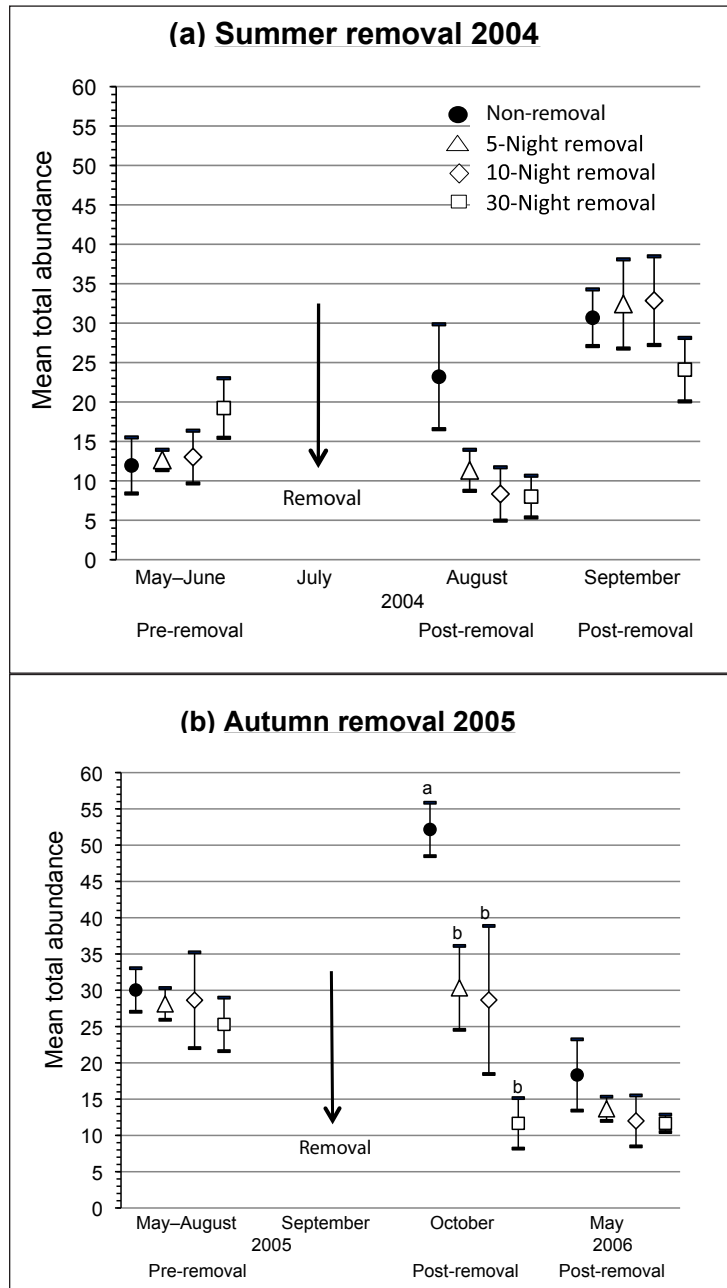 (a) Summer removal 2004
Mean total abundance
60
55
50
45
40
35
30
25
20
15
10
5
0
Non-removal
5-Night removal
10-Night removal
30-Night removal
Removal
May–June July August September
2004
Pre-removal Post-removal Post-removal
(b) Autumn removal 2005
Mean total abundance
60
55
50
45
40
35
30
25
20
15
10
5
0
a
b
b
b
Removal
May–August September October May
2005 2006
Pre-removal Post-removal Post-removal